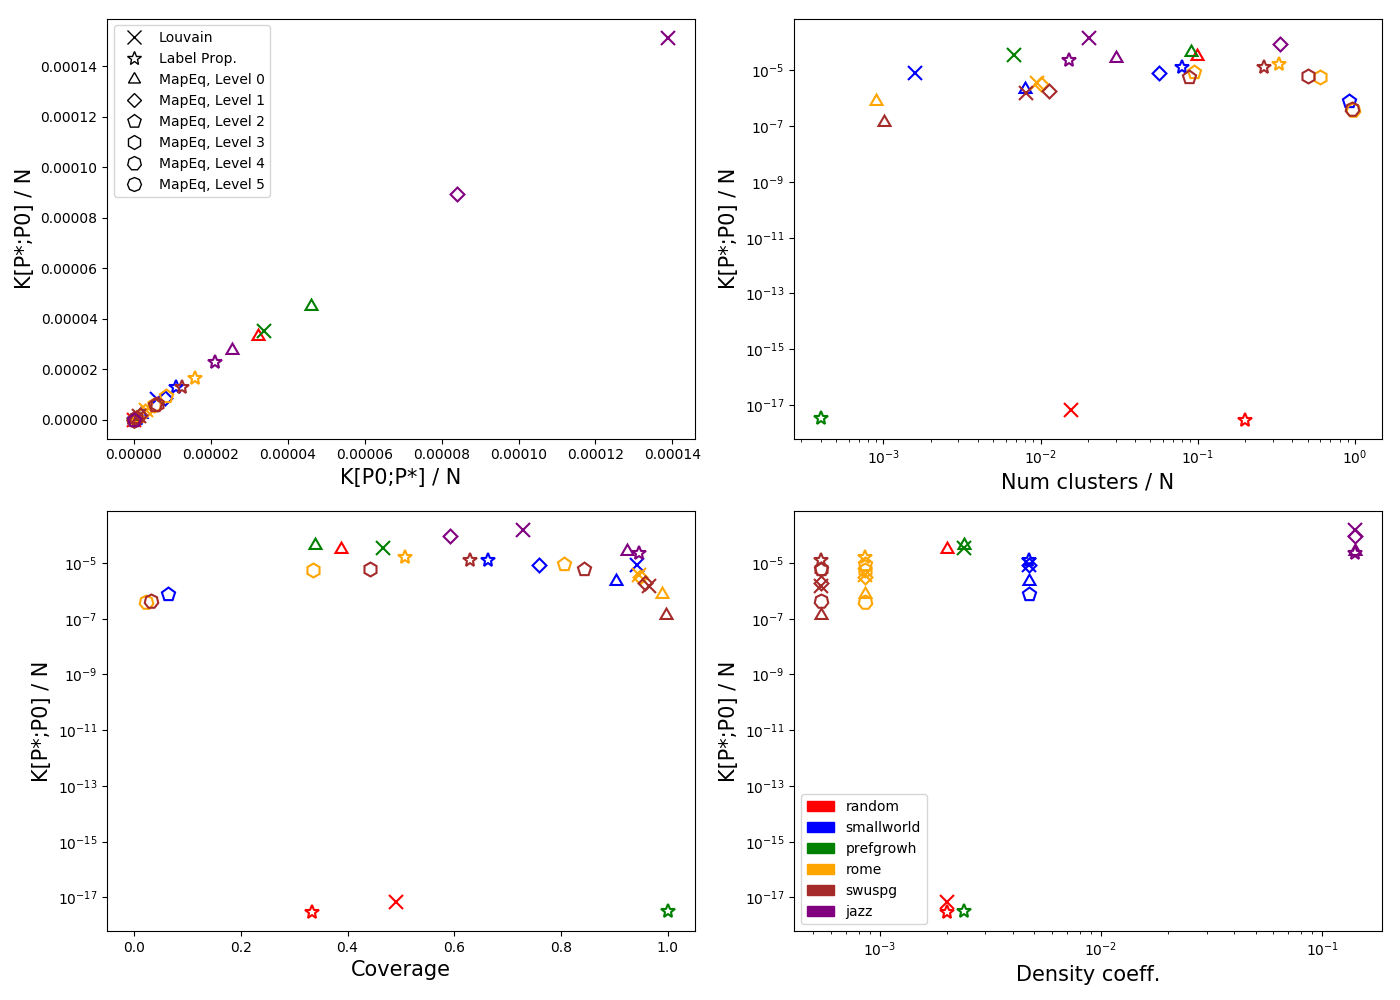 Louvain
Label Prop.
MapEq, Level 0
MapEq, Level 1
MapEq, Level 2
MapEq, Level 3
MapEq, Level 4
MapEq, Level 5
0.00014
0.00012
0.00010
0.00008
0.00006
0.00004
0.00002
0.00000
K[P*;P0] / N
0.00000 0.00002 0.00004 0.00006 0.00008 0.00010 0.00012 0.00014
K[P0;P*] / N
10⁻⁵
10⁻⁷
10⁻⁹
10⁻¹¹
10⁻¹³
10⁻¹⁵
10⁻¹⁷
K[P*;P0] / N
10⁻³ 10⁻² 10⁻¹ 10⁰
Num clusters / N
10⁻⁵
10⁻⁷
10⁻⁹
10⁻¹¹
10⁻¹³
10⁻¹⁵
10⁻¹⁷
K[P*;P0] / N
0.0 0.2 0.4 0.6 0.8 1.0
Coverage
10⁻⁵
10⁻⁷
10⁻⁹
10⁻¹¹
10⁻¹³
10⁻¹⁵
10⁻¹⁷
K[P*;P0] / N
random
smallworld
prefgrowh
rome
swuspg
jazz
10⁻³ 10⁻² 10⁻¹
Density coeff.